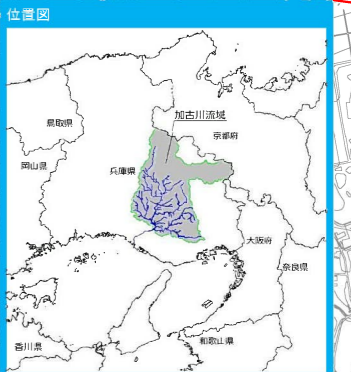 位置図
鳥取県
加古川流域
京都府
岡山県
兵庫県
大阪府
奈良県
和歌山県
香川県